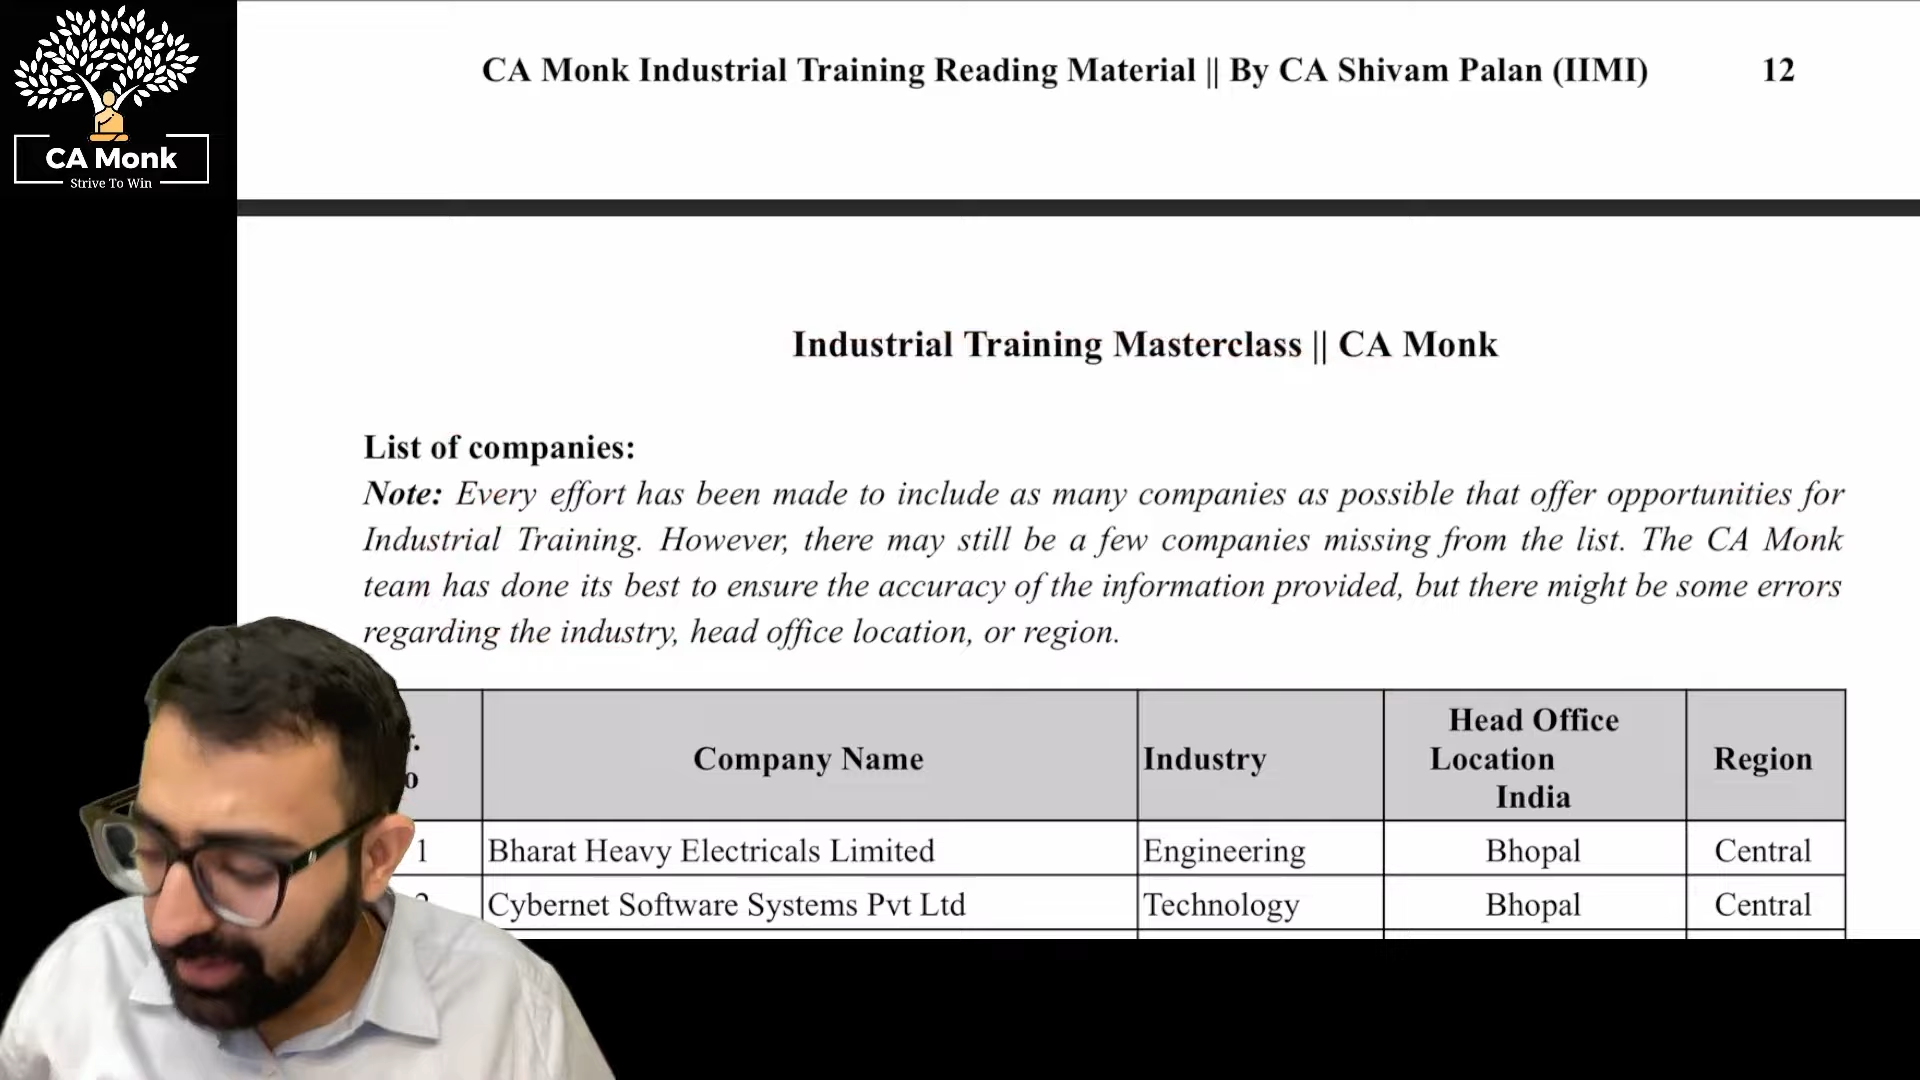 CA Monk
Strive To Win
CA Monk Industrial Training Reading Material || By CA Shivam Palan (IIMI) 12
Industrial Training Masterclass || CA Monk
List of companies:
Note: Every effort has been made to include as many companies as possible that offer opportunities for
Industrial Training. However, there may still be a few companies missing from the list. The CA Monk
team has done its best to ensure the accuracy of the information provided, but there might be some errors
regarding the industry, head office location, or region.
Company Name Industry Head Office Location India Region
1 Bharat Heavy Electricals Limited Engineering Bhopal Central
Cybernet Software Systems Pvt Ltd Technology Bhopal Central